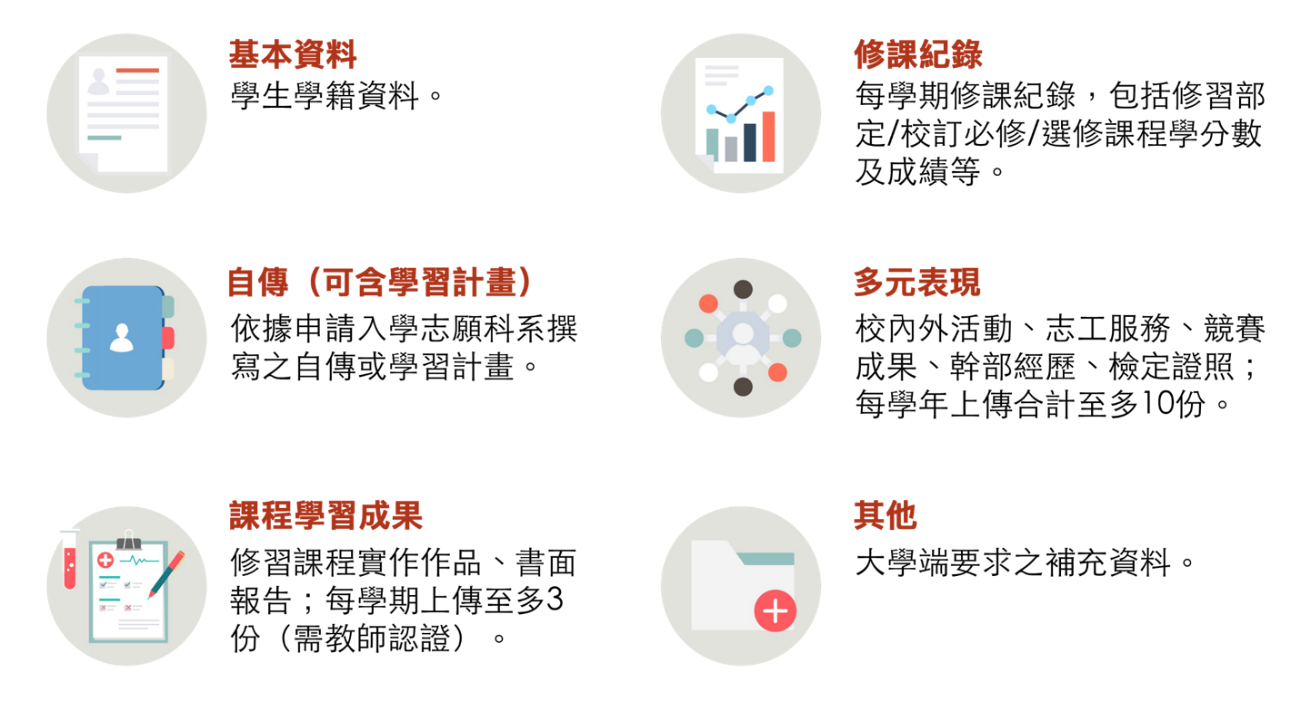 基本資料
學生學籍資料。
修課紀錄
每學期修課紀錄，包括修習部
定/校訂必修/選修課程學分數
及成績等。
自傳（可含學習計畫）
依據申請入學志願科系撰
寫之自傳或學習計畫。
多元表現
校內外活動、志工服務、競賽
成果、幹部經歷、檢定證照；
每學年上傳合計至多10份。
課程學習成果
修習課程實作作品、書面
報告；每學期上傳至多3
份（需教師認證）。
其他
大學端要求之補充資料。